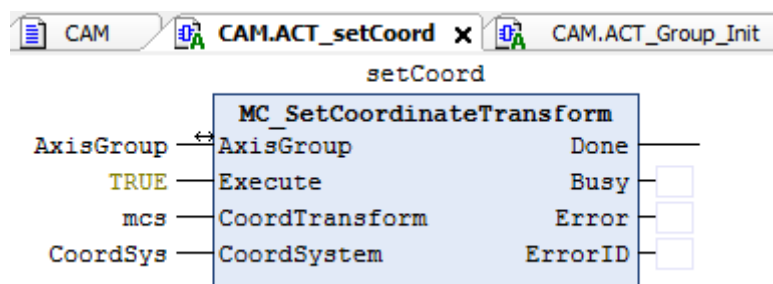 CAM CAM.ACT_setCoord x CAM.ACT_Group_Init
setCoord
MC_SetCoordinateTransform
AxisGroup AxisGroup Done
TRUE Execute Busy
mcs CoordTransform Error
CoordSys CoordSystem ErrorID